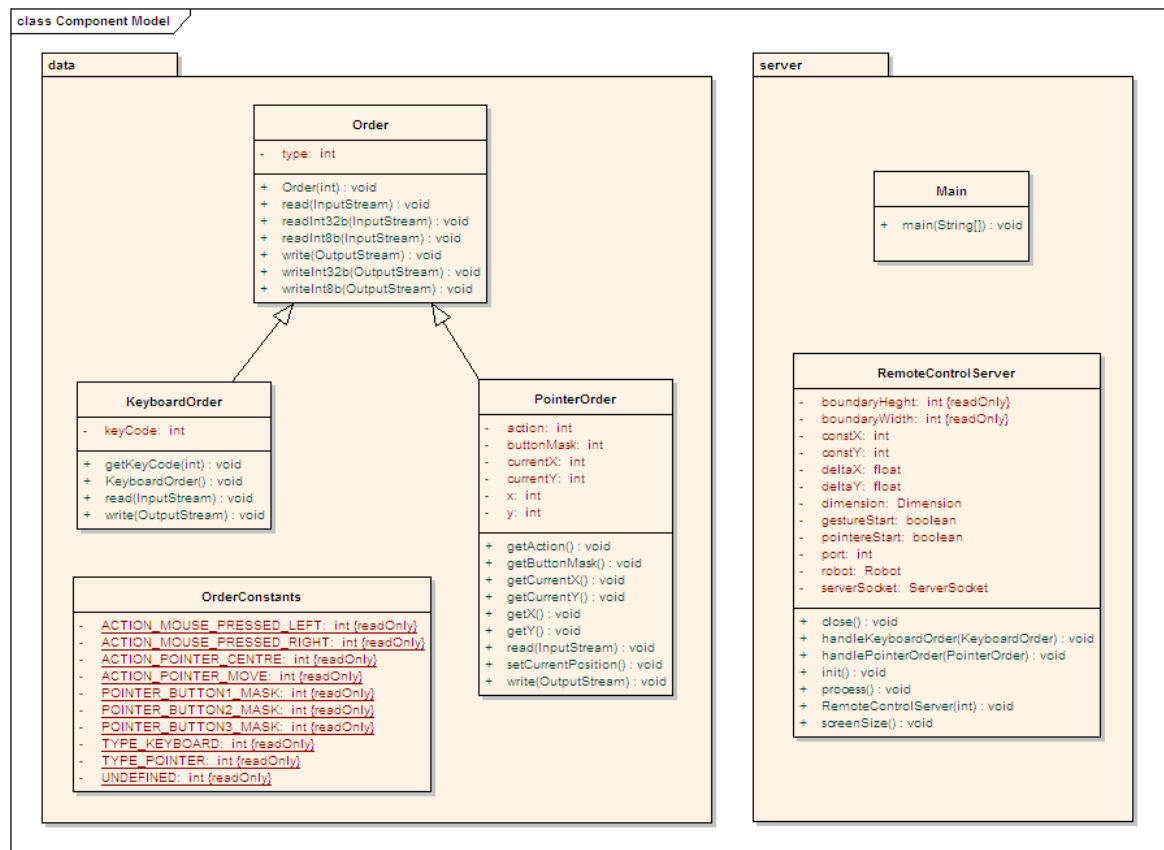 class Component Model
data
Order
- type: int
+ Order(int) : void
+ read(InputStream) : void
+ readInt32b(InputStream) : void
+ readInt8b(InputStream) : void
+ write(OutputStream) : void
+ writeInt32b(OutputStream) : void
+ writeInt8b(OutputStream) : void
KeyboardOrder
- keyCode: int
+ getKeyCode(int) : void
+ KeyboardOrder() : void
+ read(InputStream) : void
+ write(OutputStream) : void
PointerOrder
- action: int
- buttonMask: int
- currentX: int
- currentY: int
- x: int
- y: int
+ getAction() : void
+ getButtonMask() : void
+ getCurrentX() : void
+ getCurrentY() : void
+ getX() : void
+ getY() : void
+ read(InputStream) : void
+ setCurrentPosition() : void
+ write(OutputStream) : void
OrderConstants
- ACTION_MOUSE_PRESSED_LEFT: int {readOnly}
- ACTION_MOUSE_PRESSED_RIGHT: int {readOnly}
- ACTION_POINTER_CENTRE: int {readOnly}
- ACTION_POINTER_MOVE: int {readOnly}
- POINTER_BUTTON1_MASK: int {readOnly}
- POINTER_BUTTON2_MASK: int {readOnly}
- POINTER_BUTTON3_MASK: int {readOnly}
- TYPE_KEYBOARD: int {readOnly}
- TYPE_POINTER: int {readOnly}
- UNDEFINED: int {readOnly}
server
Main
+ main(String[]) : void
RemoteControlServer
- boundaryHeght: int {readOnly}
- boundaryWidth: int {readOnly}
- constX: int
- constY: int
- deltaX: float
- deltaY: float
- dimension: Dimension
- gestureStart: boolean
- pointereStart: boolean
- port: int
- robot: Robot
- serverSocket: ServerSocket
+ close() : void
+ handleKeyboardOrder(KeyboardOrder) : void
+ handlePointerOrder(PointerOrder) : void
+ init() : void
+ process() : void
+ RemoteControlServer(int) : void
+ screenSize() : void